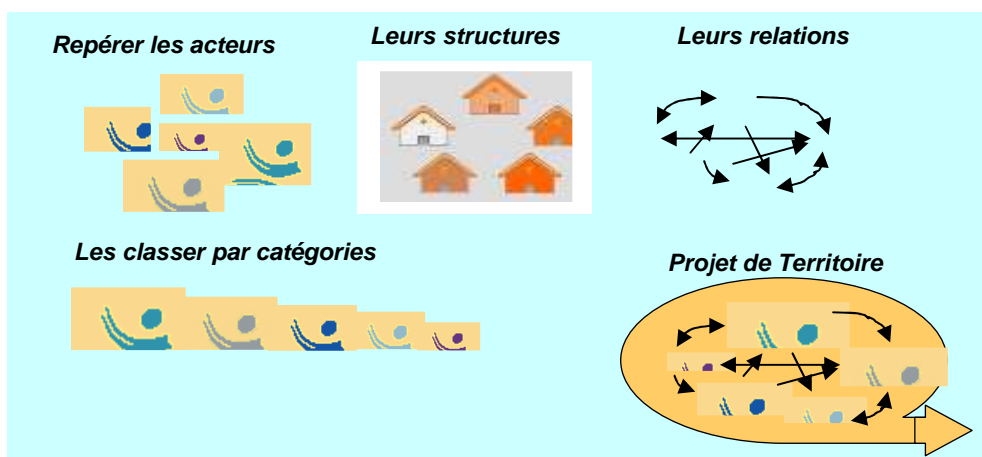 Repérer les acteurs
Leurs structures
Leurs relations
Les classer par catégories
Projet de Territoire